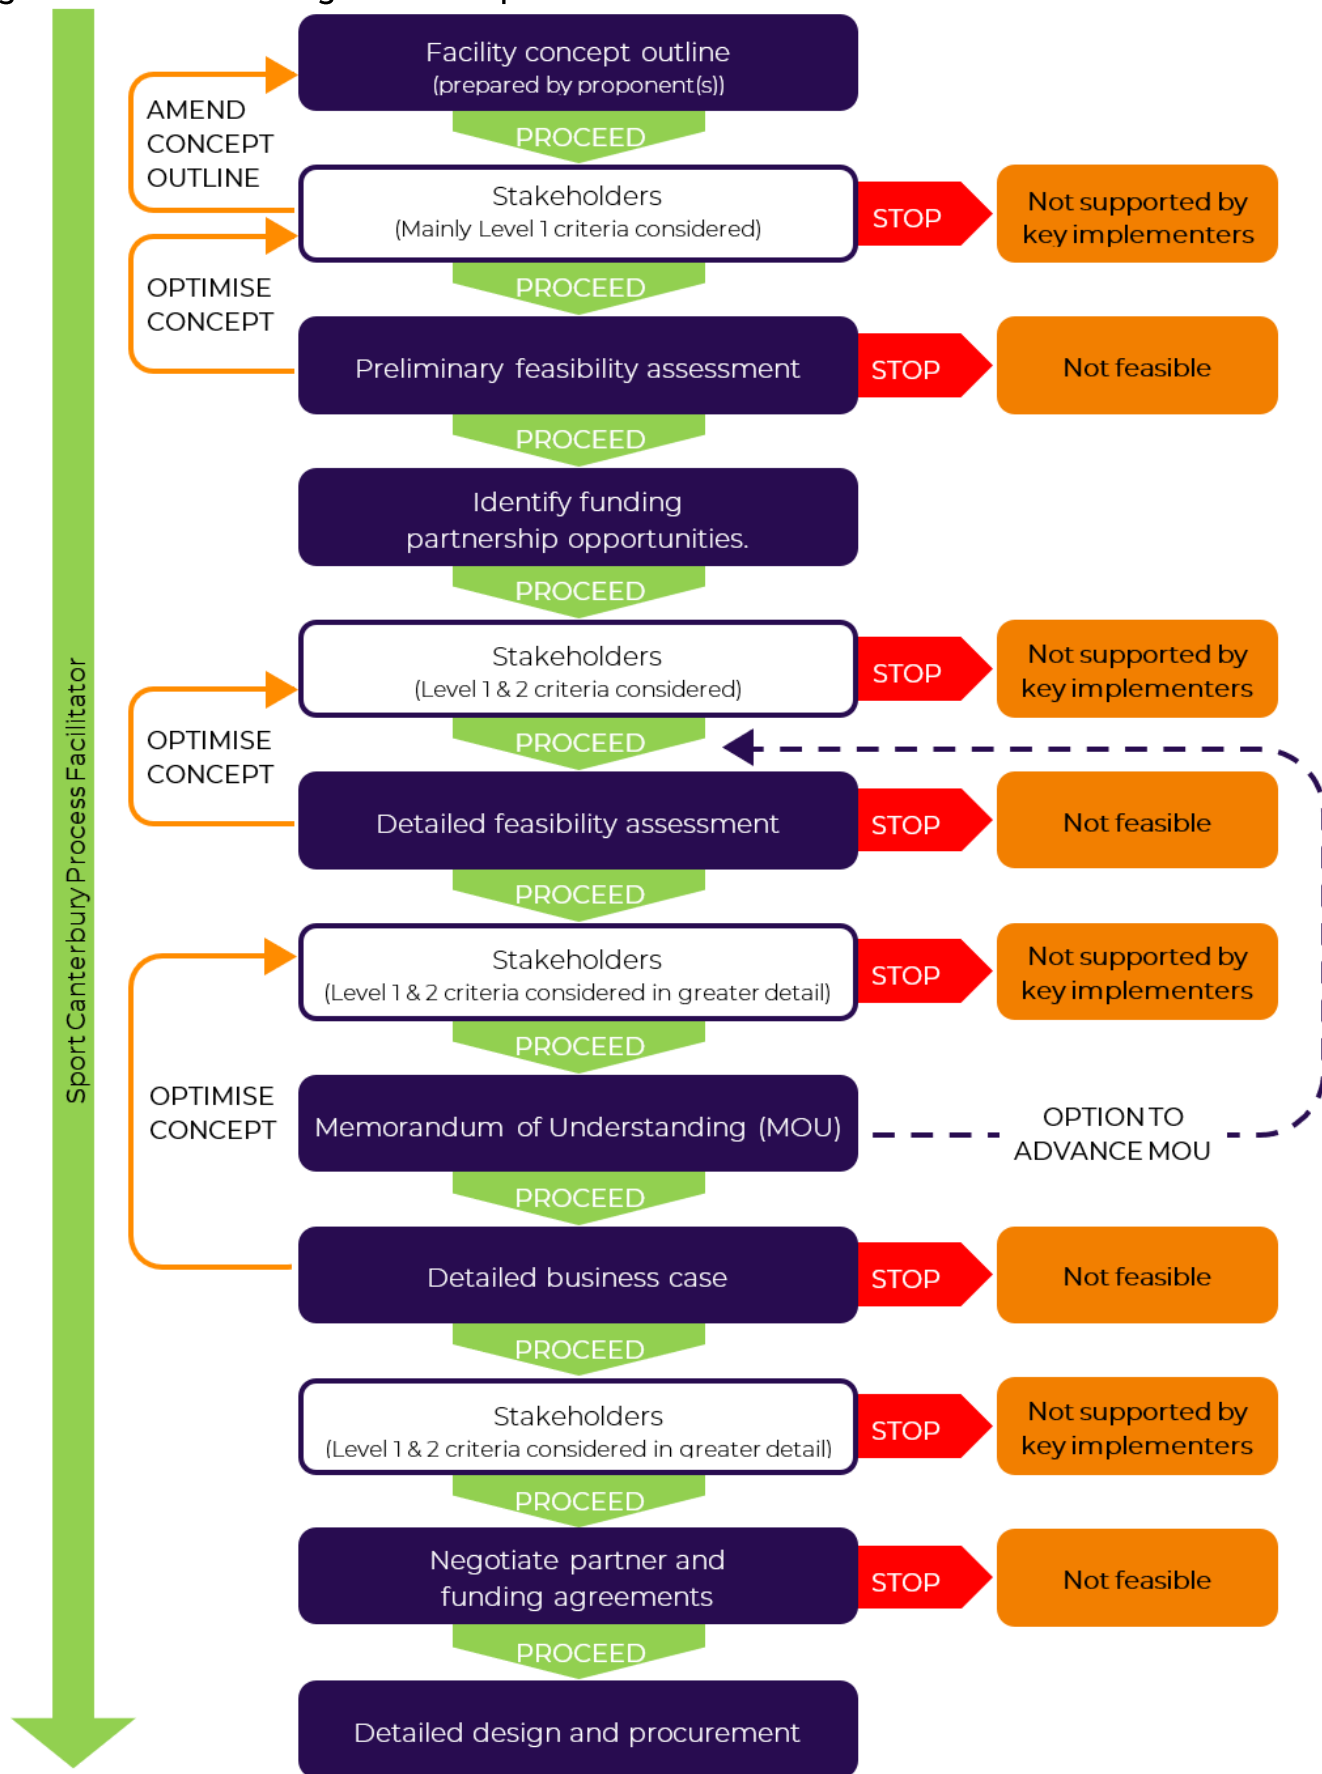 Facility concept outline
(prepared by proponent(s))
AMEND
CONCEPT
OUTLINE
PROCEED
Stakeholders
(Mainly Level 1 criteria considered)
STOP
Not supported by
key implementers
OPTIMISE
CONCEPT
PROCEED
Preliminary feasibility assessment
STOP
Not feasible
PROCEED
Identify funding
partnership opportunities.
PROCEED
Stakeholders
(Level 1 & 2 criteria considered)
STOP
Not supported by
key implementers
OPTIMISE
CONCEPT
PROCEED
Detailed feasibility assessment
STOP
Not feasible
PROCEED
Stakeholders
(Level 1 & 2 criteria considered in greater detail)
STOP
Not supported by
key implementers
PROCEED
OPTIMISE
CONCEPT
Memorandum of Understanding (MOU)
OPTION TO
ADVANCE MOU
PROCEED
Detailed business case
STOP
Not feasible
PROCEED
Stakeholders
(Level 1 & 2 criteria considered in greater detail)
STOP
Not supported by
key implementers
PROCEED
Negotiate partner and
funding agreements
STOP
Not feasible
PROCEED
Detailed design and procurement
Sport Canterbury Process Facilitator